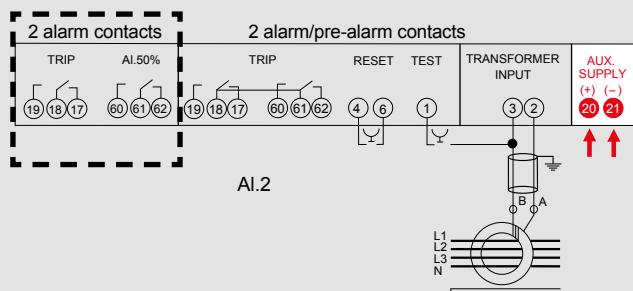 2 alarm contacts
2 alarm/pre-alarm contacts
TRIP
Al.50%
TRIP
RESET
TEST
TRANSFORMER
INPUT
AUX.
SUPPLY
(+) (−)
19 18 17
60 61 62
19 18 17
60 61 62
4 6
1
3 2
20 21
Al.2
B A
L1
L2
L3
N